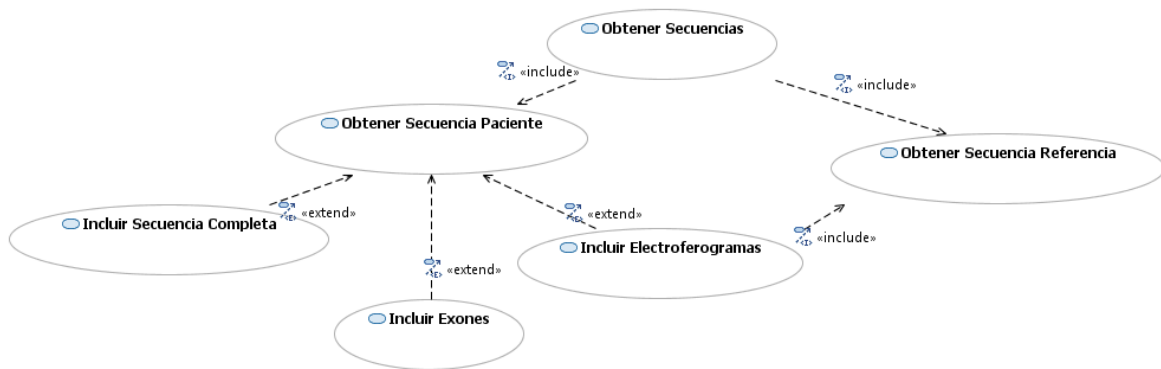 Obtener Secuencias
«include»
«include»
Obtener Secuencia Paciente
Obtener Secuencia Referencia
«extend»
«extend»
Incluir Secuencia Completa
«include»
Incluir Electroferogramas
«extend»
Incluir Exones